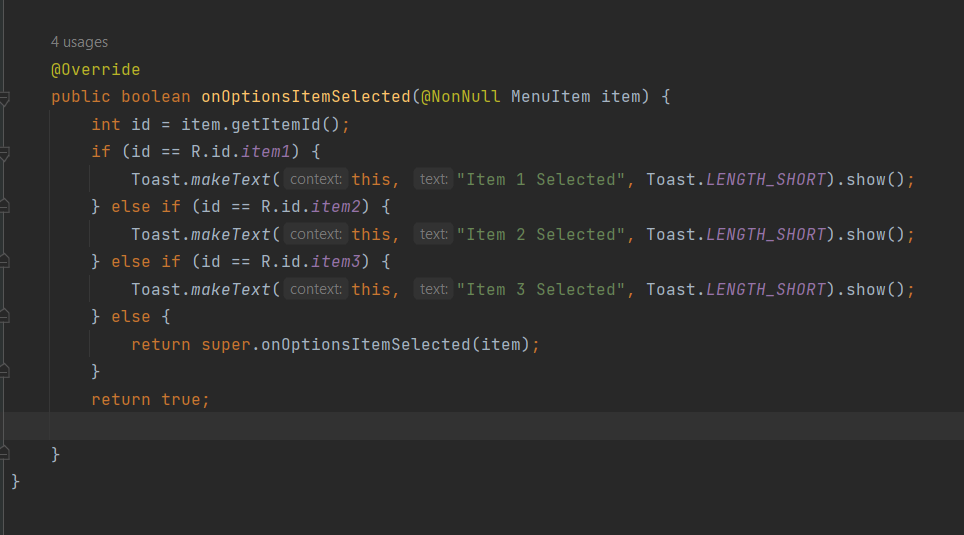 4 usages
@Override
public boolean onOptionsItemSelected(@NonNull MenuItem item) {
int id = item.getItemId();
if (id == R.id.item1) {
Toast.makeText( context: this, text: "Item 1 Selected", Toast.LENGTH_SHORT).show();
} else if (id == R.id.item2) {
Toast.makeText( context: this, text: "Item 2 Selected", Toast.LENGTH_SHORT).show();
} else if (id == R.id.item3) {
Toast.makeText( context: this, text: "Item 3 Selected", Toast.LENGTH_SHORT).show();
} else {
return super.onOptionsItemSelected(item);
}
return true;
}
}